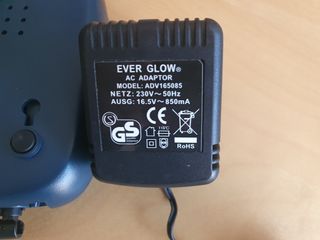 EVER GLOW®
AC ADAPTOR
MODEL: ADV165085
NETZ: 230V~50Hz
AUSG: 16.5V~850mA
GS
RoHS